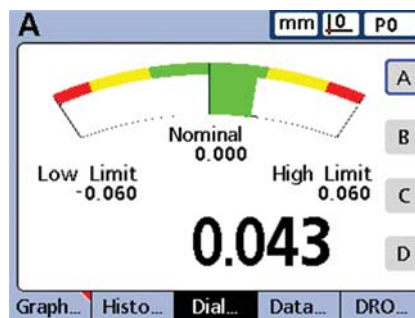 A
mm 0 P0
A
Nominal
0.000
B
Low Limit
-0.060
High Limit
0.060
C
0.043
D
Graph... Histo... Dial... Data... DRO...